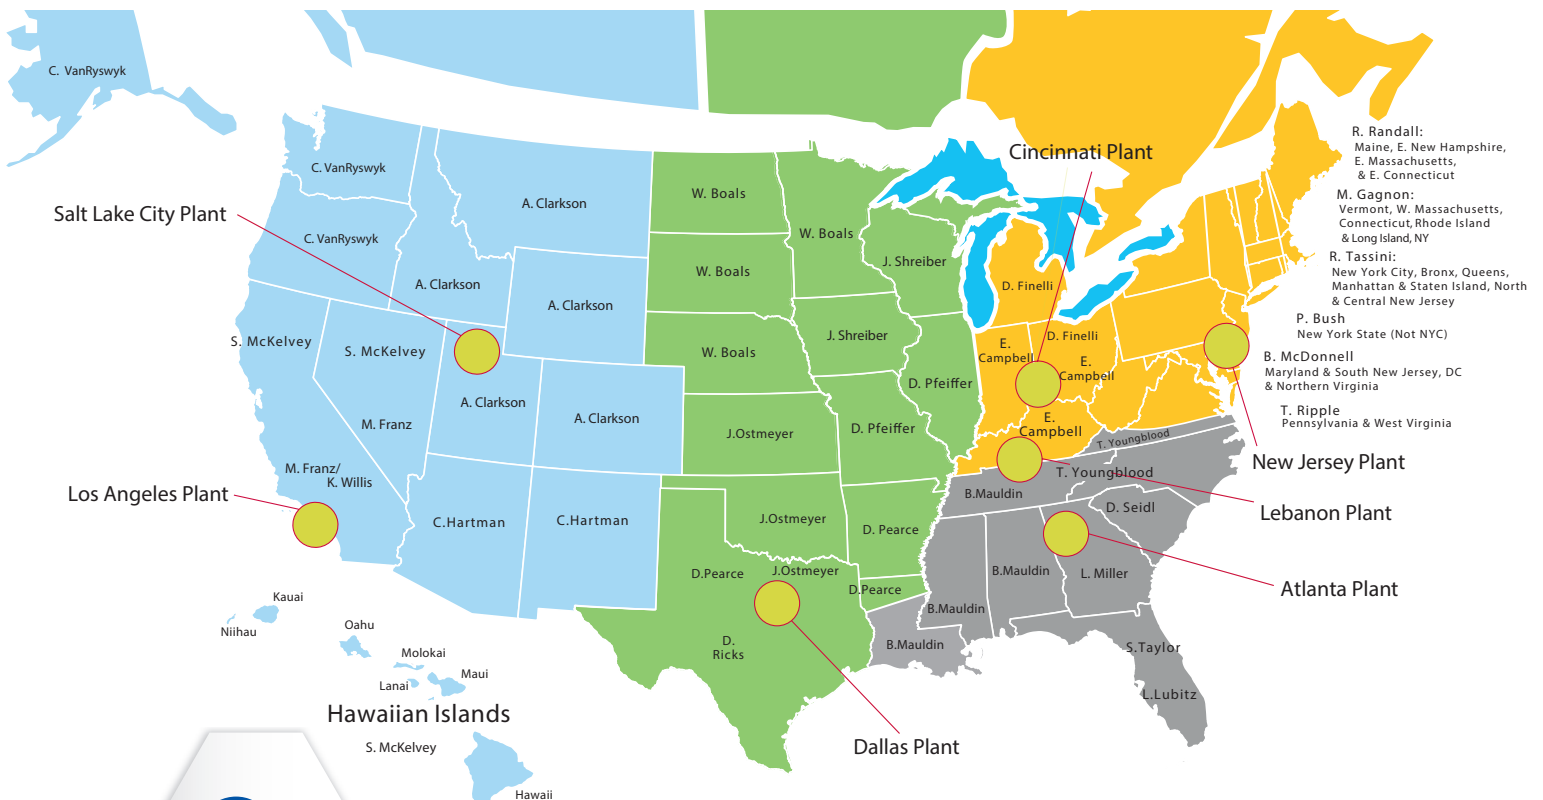 C. VanRyswyk
Salt Lake City Plant
Los Angeles Plant
C. VanRyswyk
C. VanRyswyk
A. Clarkson
A. Clarkson
A. Clarkson
A. Clarkson
A. Clarkson
S. McKelvey
S. McKelvey
M. Franz
M. Franz/
K. Willis
C.Hartman
C.Hartman
W. Boals
W. Boals
W. Boals
W. Boals
J. Shreiber
J. Shreiber
D. Pfeiffer
D. Pfeiffer
J.Ostmeyer
J.Ostmeyer
J.Ostmeyer
D.Pearce
D. Pearce
D.Pearce
D.
Ricks
Dallas Plant
Cincinnati Plant
D. Finelli
D. Finelli
E.
Campbell
E.
Campbell
E.
Campbell
T. Youngblood
T. Youngblood
B.Mauldin
B.Mauldin
B.Mauldin
B.Mauldin
D. Seidl
L. Miller
S.Taylor
L.Lubitz
R. Randall:
Maine, E. New Hampshire,
E. Massachusetts,
& E. Connecticut
M. Gagnon:
Vermont, W. Massachusetts,
Connecticut, Rhode Island
& Long Island, NY
R. Tassini:
New York City, Bronx, Queens,
Manhattan & Staten Island, North
& Central New Jersey
P. Bush
New York State (Not NYC)
B. McDonnell
Maryland & South New Jersey, DC
& Northern Virginia
T. Ripple
Pennsylvania & West Virginia
New Jersey Plant
Lebanon Plant
Atlanta Plant
Kauai
Niihau
Oahu
Molokai
Lanai
Maui
Hawaiian Islands
S. McKelvey
Hawaii